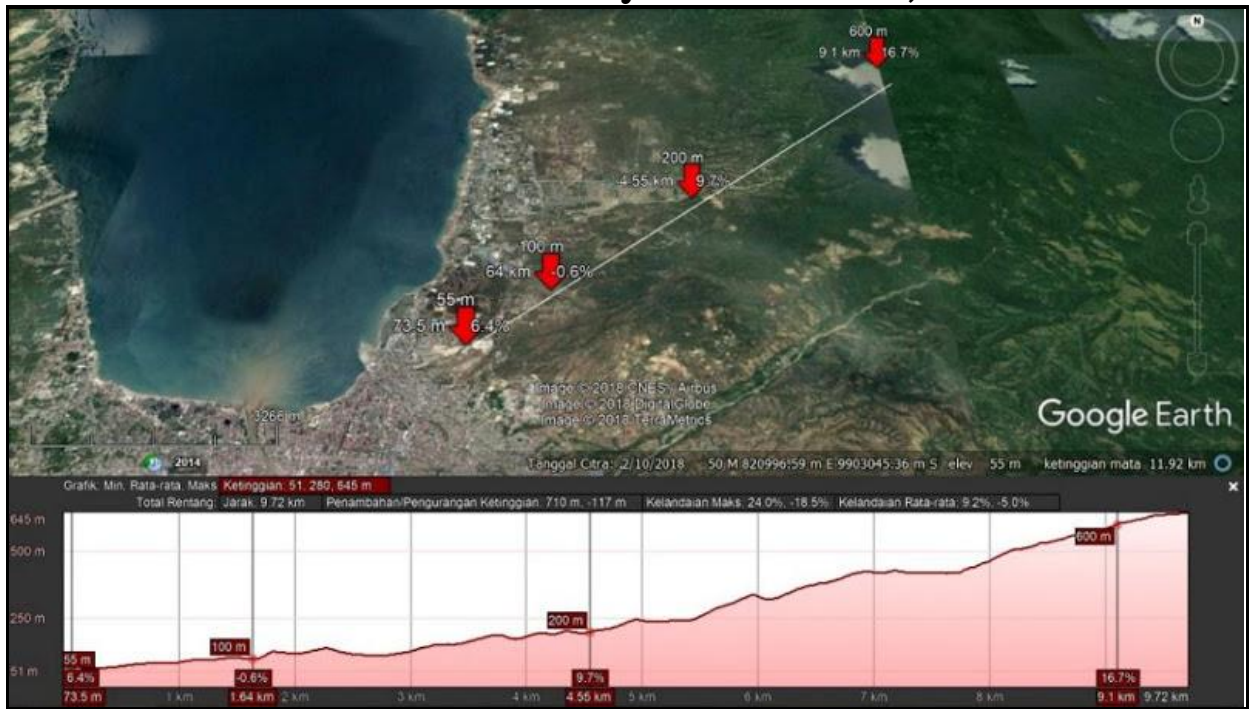 N
600 m
9.1 km 16.7%
200 m
4.55 km 9.7%
100 m
64 km -0.6%
55 m
73.5 m 6.4%
Image © 2018 CNES / Airbus
Image © 2018 DigitalGlobe
Image © 2018 TerraMetrics
Google Earth
3266 m
2014
Tanggal Citra: 2/10/2018 50 M 820996.59 m E 9903045.36 m S elev 55 m ketinggian mata 11.92 km
Grafik: Min. Rata-rata. Maks Ketinggian: 51, 280, 645 m
Total Rentang: Jarak: 9.72 km Penambahan/Pengurangan Ketinggian: 710 m, -117 m Kelandaian Maks: 24.0%, -18.5% Kelandaian Rata-rata: 9.2%, -5.0%
645 m
500 m
250 m
51 m
600 m
200 m
100 m
55 m
6.4% -0.6% 9.7% 16.7%
73.5 m 1 km 1.64 km 2 km 3 km 4 km 4.55 km 5 km 6 km 7 km 8 km 9.1 km 9.72 km